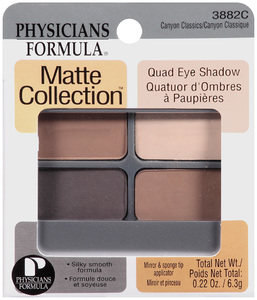 3882C
Canyon Classics/Canyon Classique
PHYSICIANS
FORMULA®
Matte
Collection™
Quad Eye Shadow
Quatuor d'Ombres
à Paupières
PHYSICIANS
FORMULA
• Silky smooth
formula
• Formule douce
et soyeuse
Mirror & sponge tip
applicator
Miroir et pinceau
Total Net Wt./
Poids Net Total:
0.22 Oz. / 6.3g